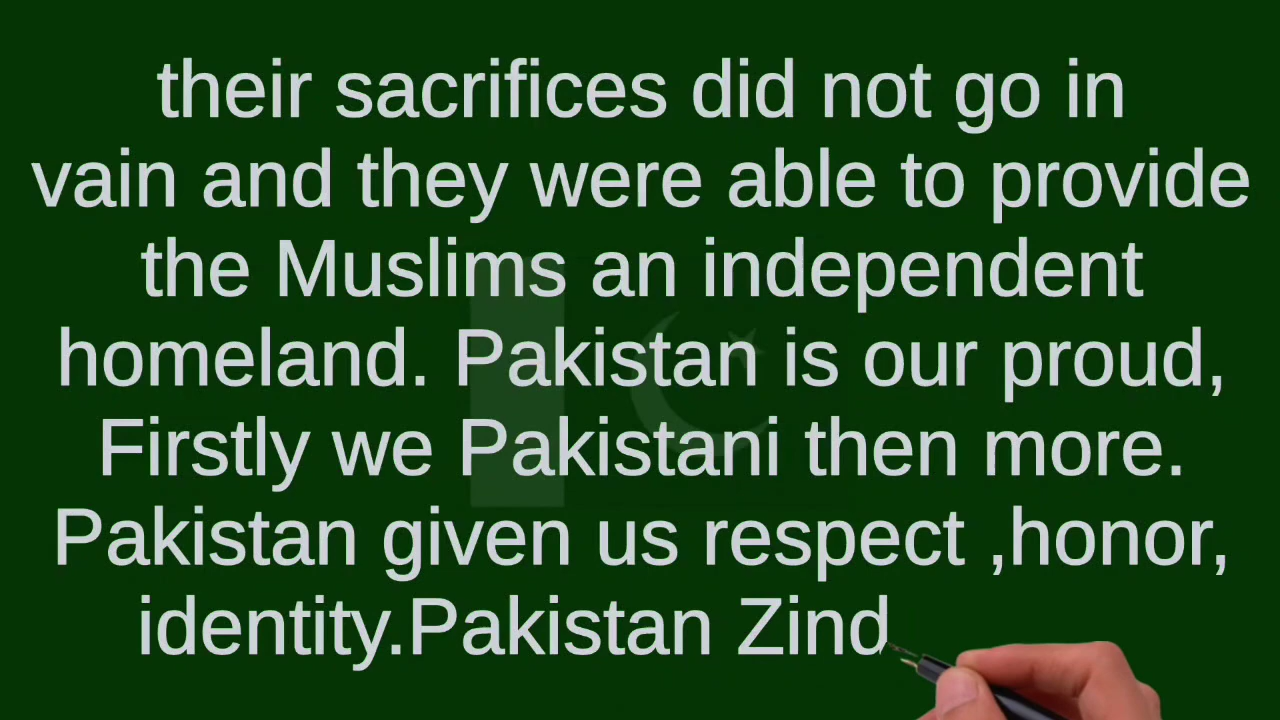 their sacrifices did not go in
vain and they were able to provide
the Muslims an independent
homeland. Pakistan is our proud,
Firstly we Pakistani then more.
Pakistan given us respect ,honor,
identity.Pakistan Zind